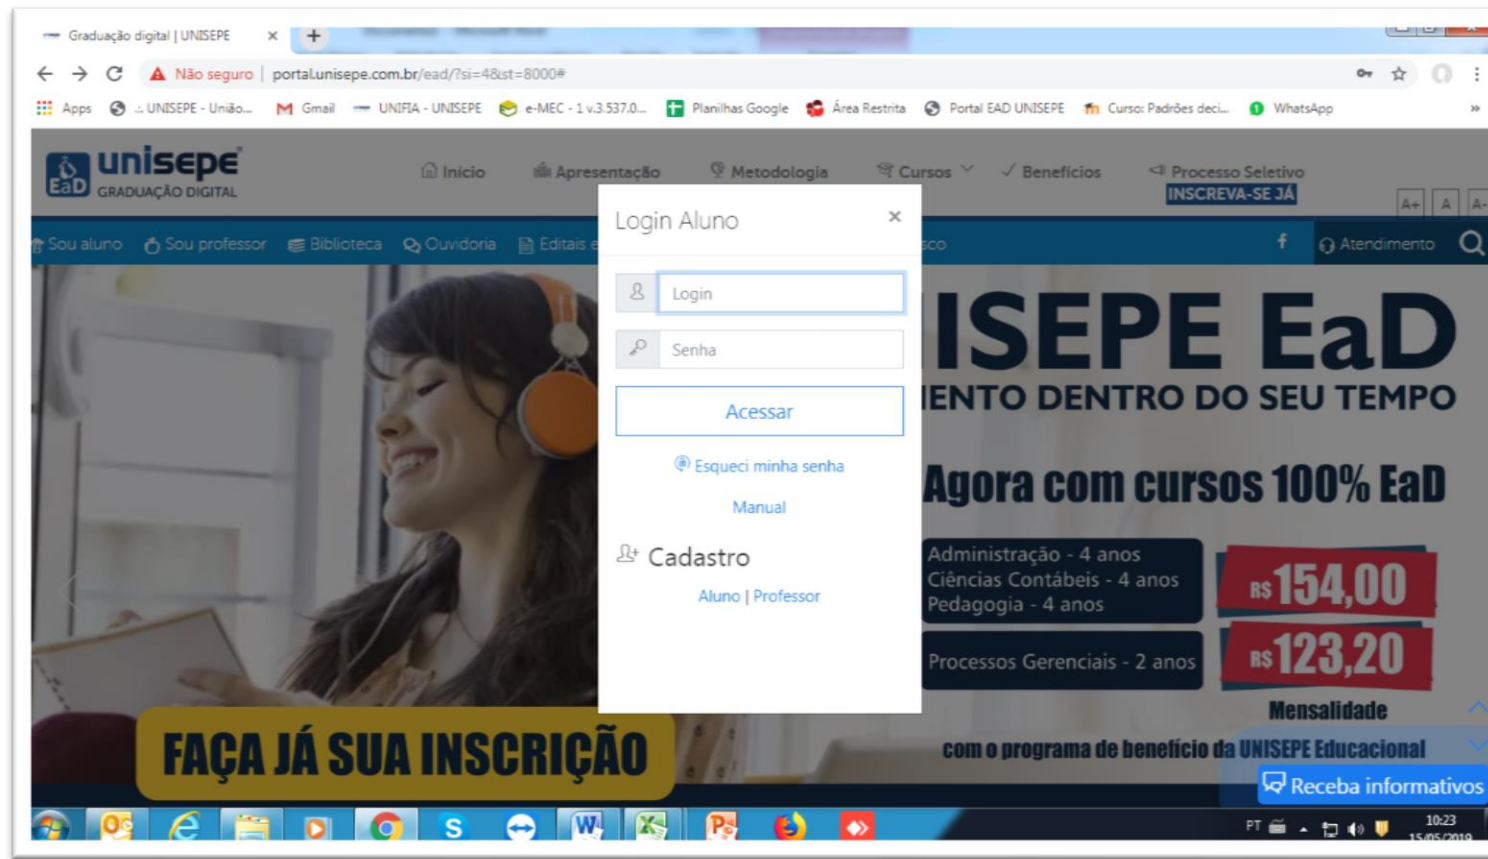 Graduação digital | UNISEPE × +
Não seguro | portal.unisepe.com.br/ead/?si=4&st=8000#
Apps .:: UNISEPE - União... Gmail UNIFIA - UNISEPE e-MEC - 1 v.3.537.0... Planilhas Google Área Restrita Portal EAD UNISEPE Curso: Padrões deci... WhatsApp »
EaD unisepe
GRADUAÇÃO DIGITAL
Início Apresentação Metodologia Cursos Benefícios Processo Seletivo
INSCREVA-SE JÁ
A+ A A-
Sou aluno Sou professor Biblioteca Ouvidoria Editais e
sco
f Atendimento
Login Aluno ×
Login
Senha
Acessar
Esqueci minha senha
Manual
Cadastro
Aluno | Professor
ISEPE EaD
IENTO DENTRO DO SEU TEMPO
Agora com cursos 100% EaD
Administração - 4 anos
Ciências Contábeis - 4 anos
Pedagogia - 4 anos
R$ 154,00
Processos Gerenciais - 2 anos
R$ 123,20
Mensalidade
com o programa de benefício da UNISEPE Educacional
FAÇA JÁ SUA INSCRIÇÃO
Receba informativos
PT
10:23
15/05/2019